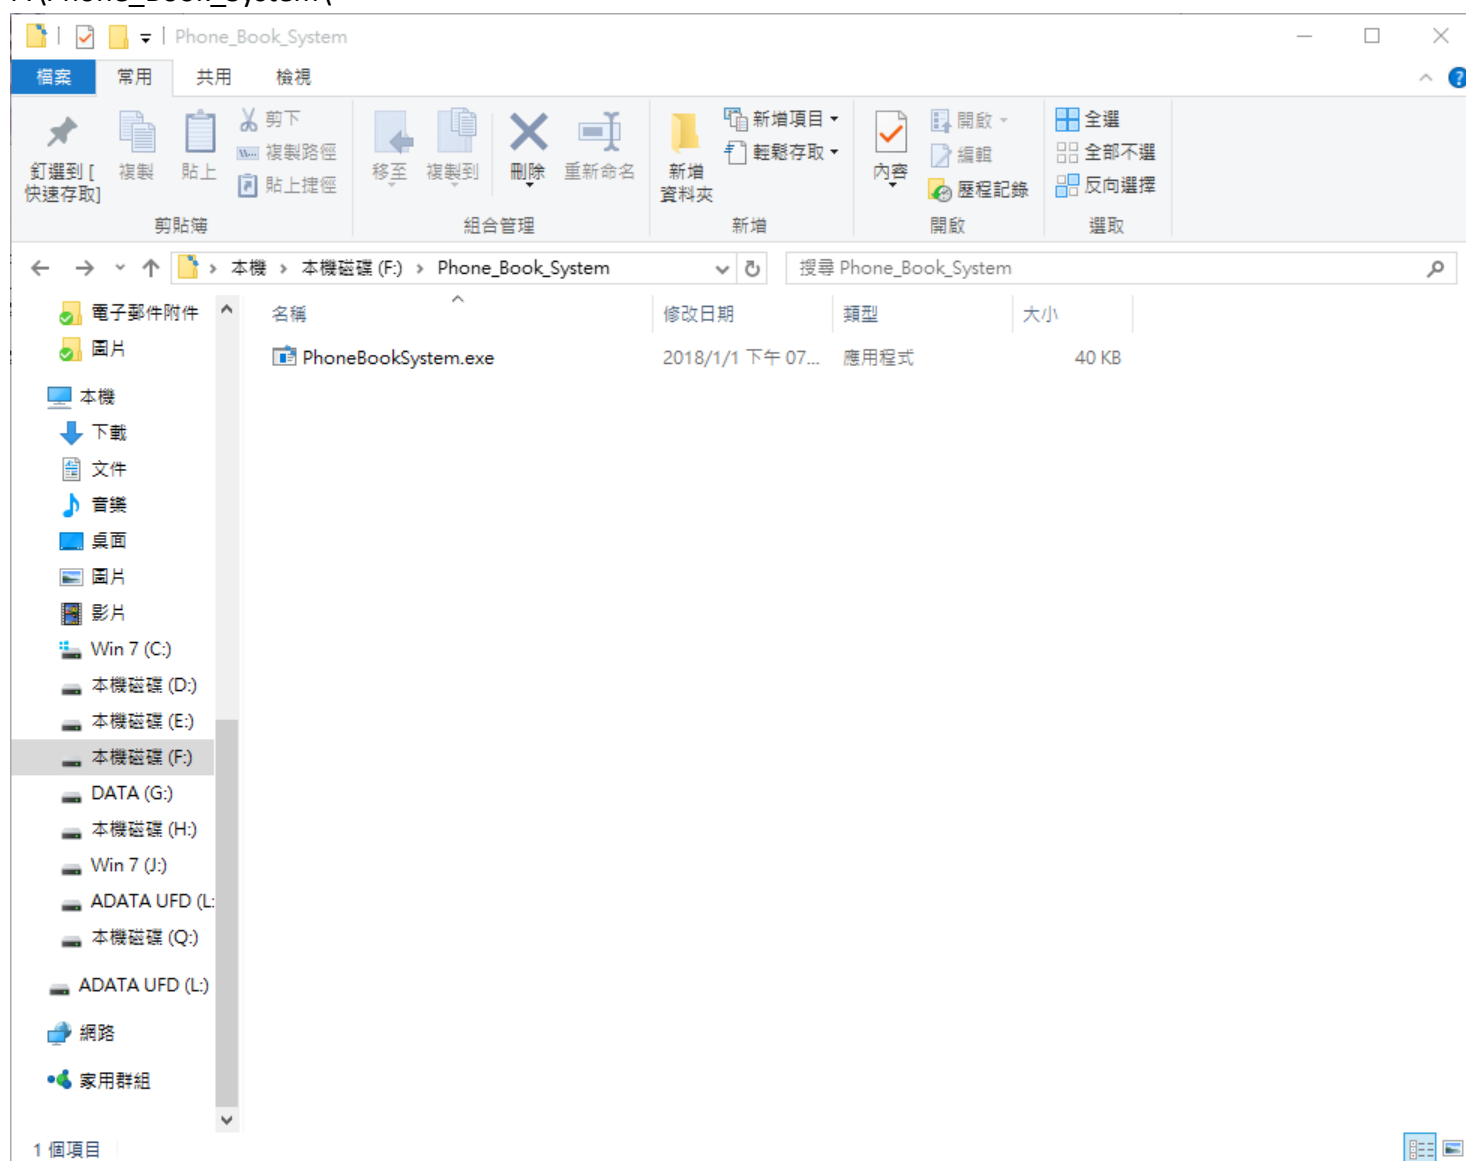 F:\Phone_Book_System\
Phone_Book_System
檔案 常用 共用 檢視
釘選到 [快速存取]
複製
貼上
剪下
複製路徑
貼上捷徑
剪貼簿
移至
複製到
刪除
重新命名
組合管理
新增資料夾
新增項目
輕鬆存取
新增
內容
開啟
編輯
歷程記錄
開啟
全選
全部不選
反向選擇
選取
本機 › 本機磁碟 (F:) › Phone_Book_System
搜尋 Phone_Book_System
名稱 修改日期 類型 大小
PhoneBookSystem.exe 2018/1/1 下午 07... 應用程式 40 KB
電子郵件附件
圖片
本機
下載
文件
音樂
桌面
圖片
影片
Win 7 (C:)
本機磁碟 (D:)
本機磁碟 (E:)
本機磁碟 (F:)
DATA (G:)
本機磁碟 (H:)
Win 7 (J:)
ADATA UFD (L:
本機磁碟 (Q:)
ADATA UFD (L:)
網路
家用群組
1 個項目